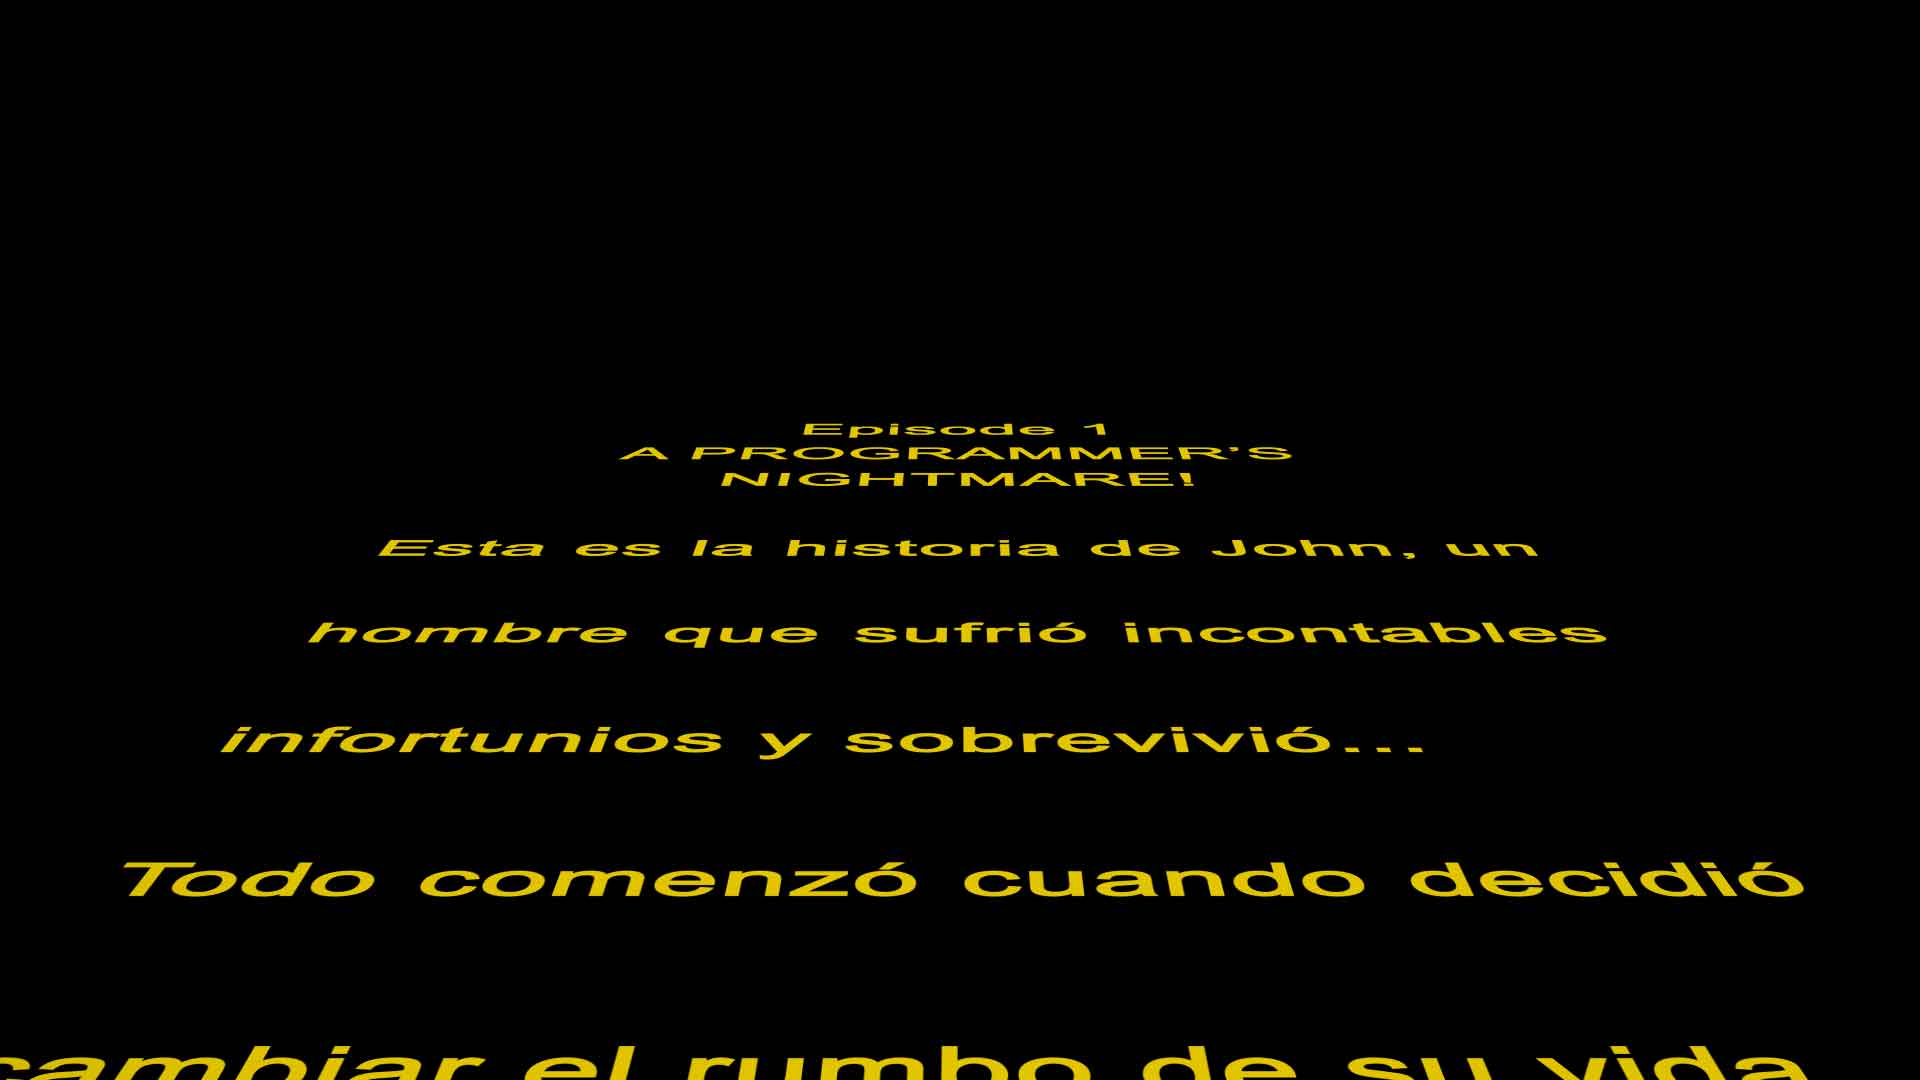 Episode 1
A PROGRAMMER'S
NIGHTMARE!
Esta es la historia de John, un
hombre que sufrió incontables
infortunios y sobrevivió...
Todo comenzó cuando decidió
cambiar el rumbo de su vida